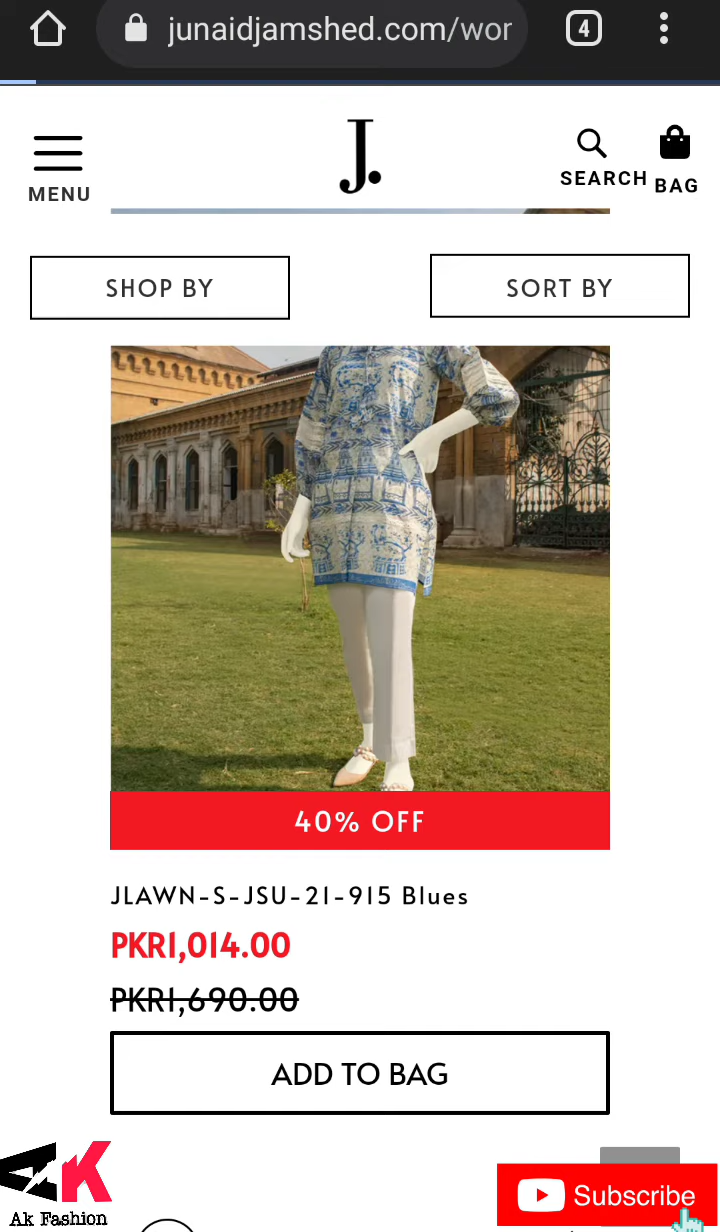 junaidjamshed.com/wor
4
J.
MENU
SEARCH
BAG
SHOP BY
SORT BY
40% OFF
JLAWN-S-JSU-21-915 Blues
PKR1,014.00
PKR1,690.00
ADD TO BAG
AK
Ak Fashion
Subscribe